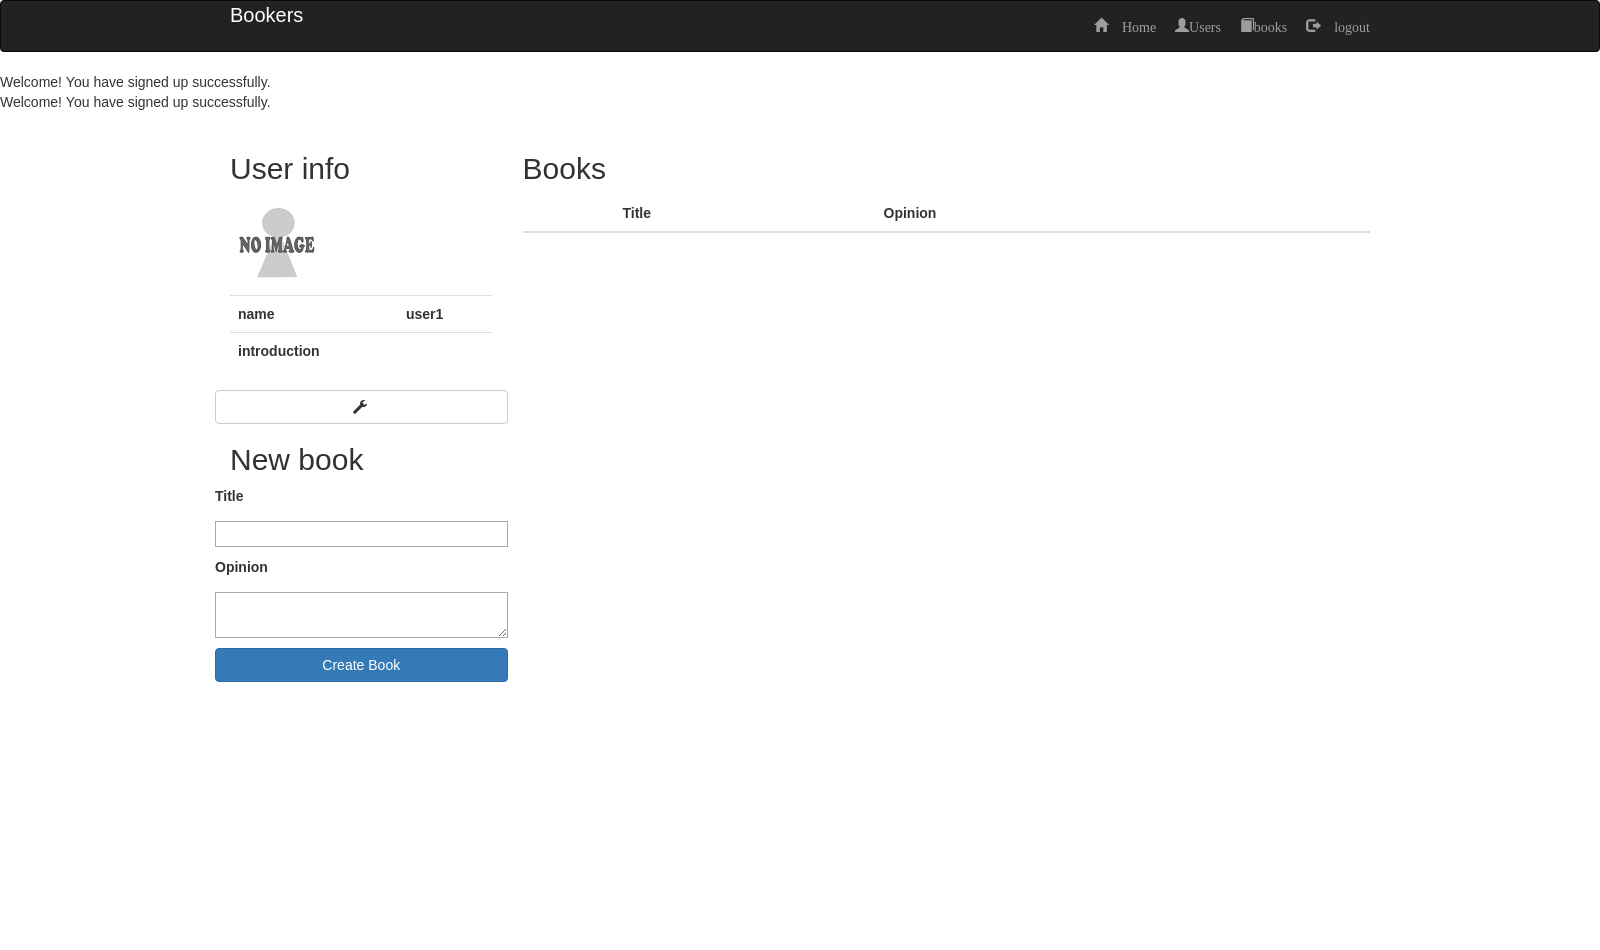 Bookers
Home Users books logout
Welcome! You have signed up successfully.
Welcome! You have signed up successfully.
User info
NO IMAGE
name user1
introduction
New book
Title
Opinion
Create Book
Books
Title Opinion